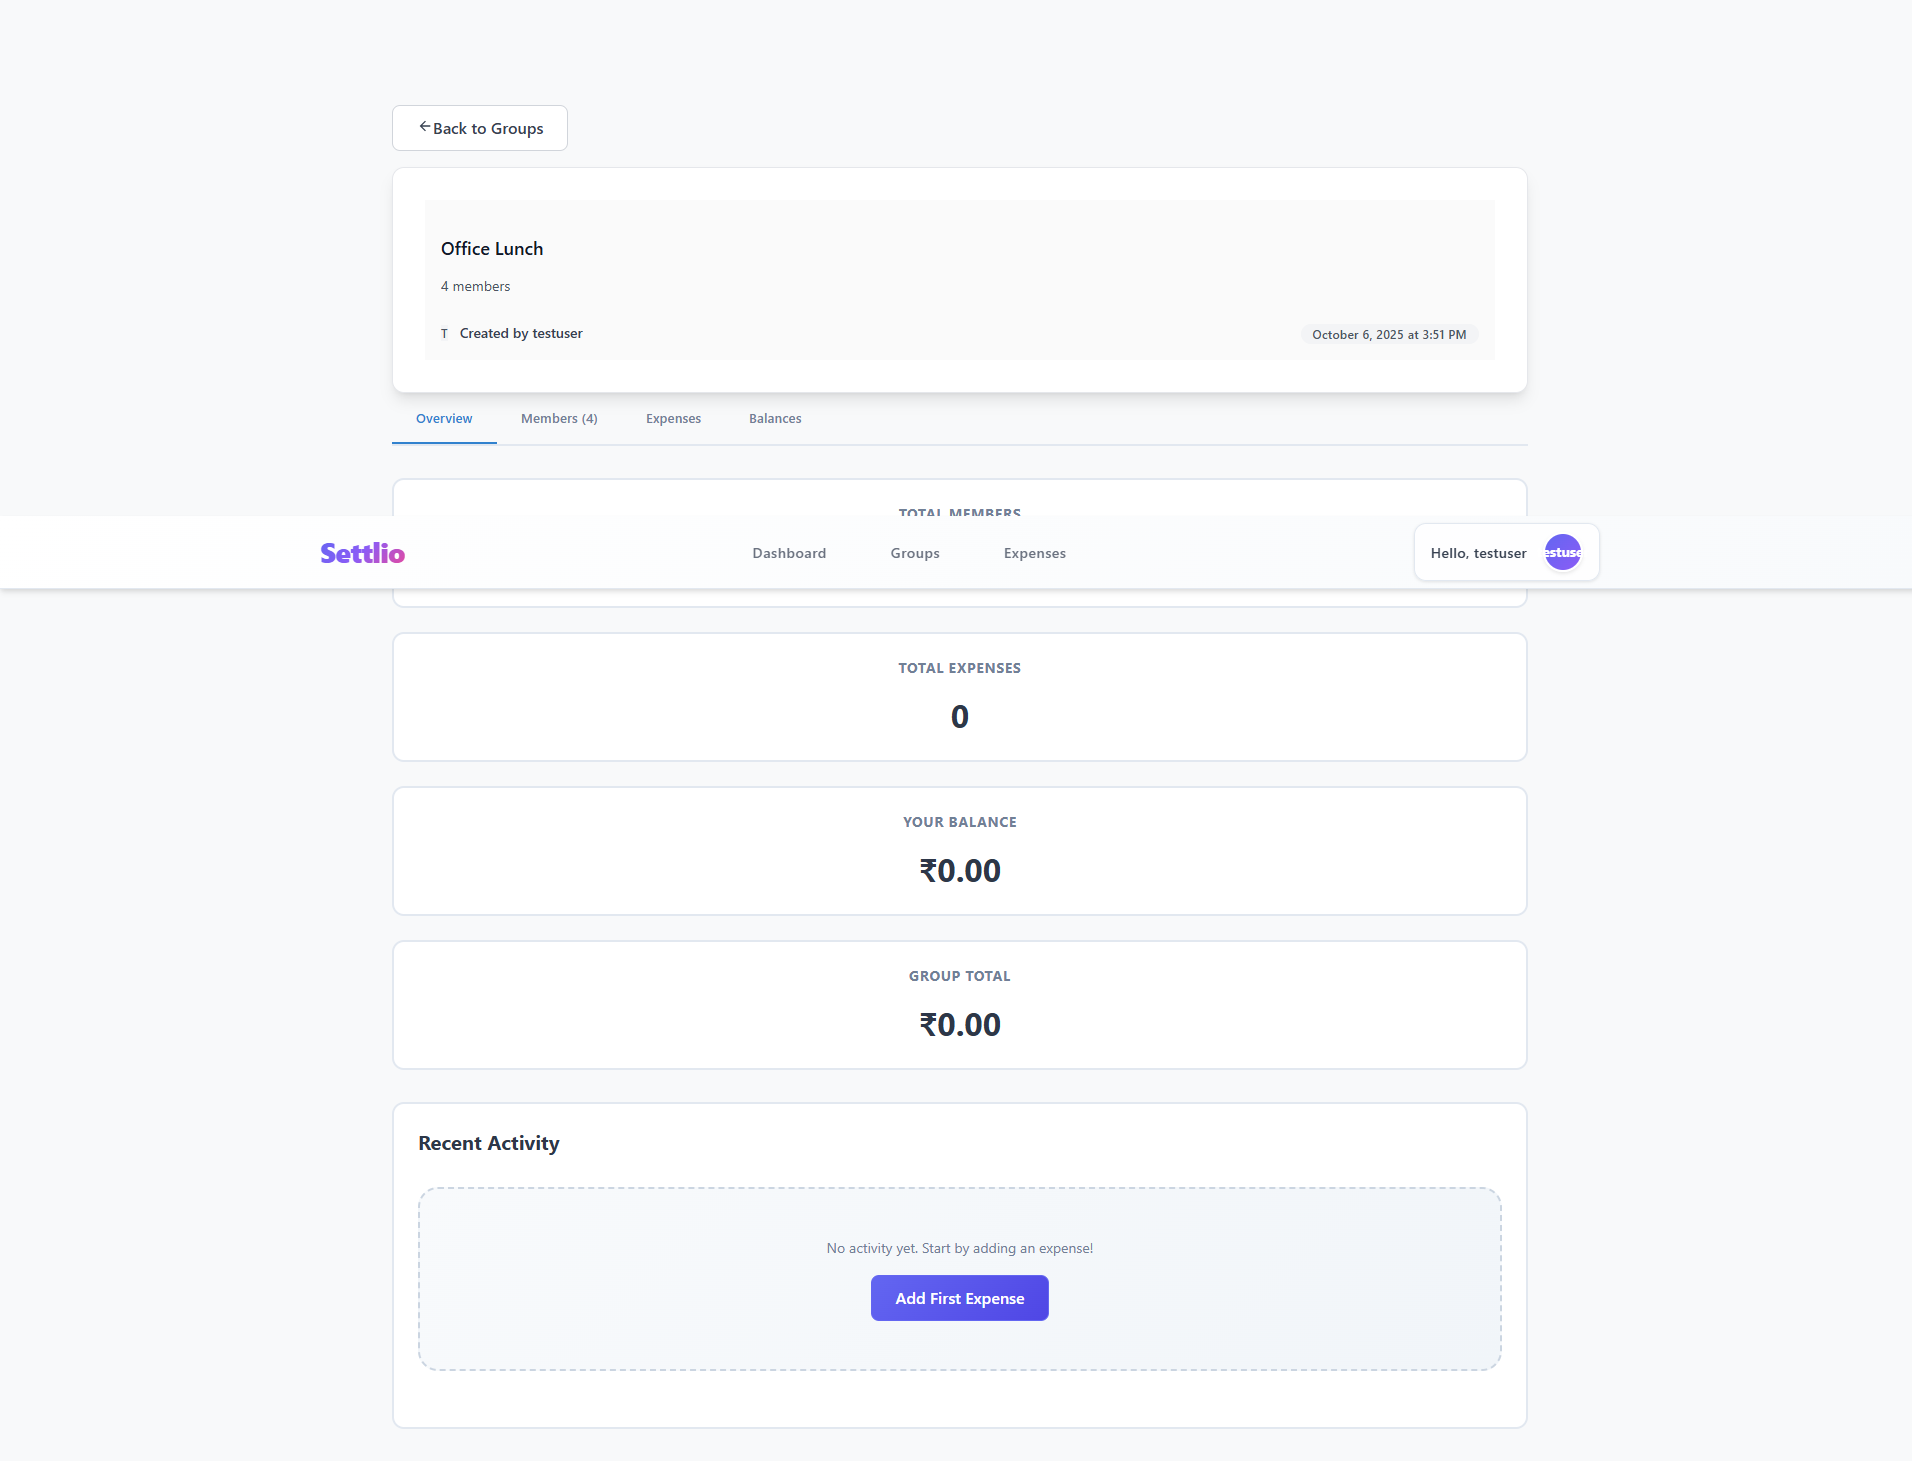 Back to Groups
Office Lunch
4 members
T Created by testuser
October 6, 2025 at 3:51 PM
Overview Members (4) Expenses Balances
TOTAL MEMBERS
Settlio Dashboard Groups Expenses Hello, testuser estuse
TOTAL EXPENSES
0
YOUR BALANCE
₹0.00
GROUP TOTAL
₹0.00
Recent Activity
No activity yet. Start by adding an expense!
Add First Expense